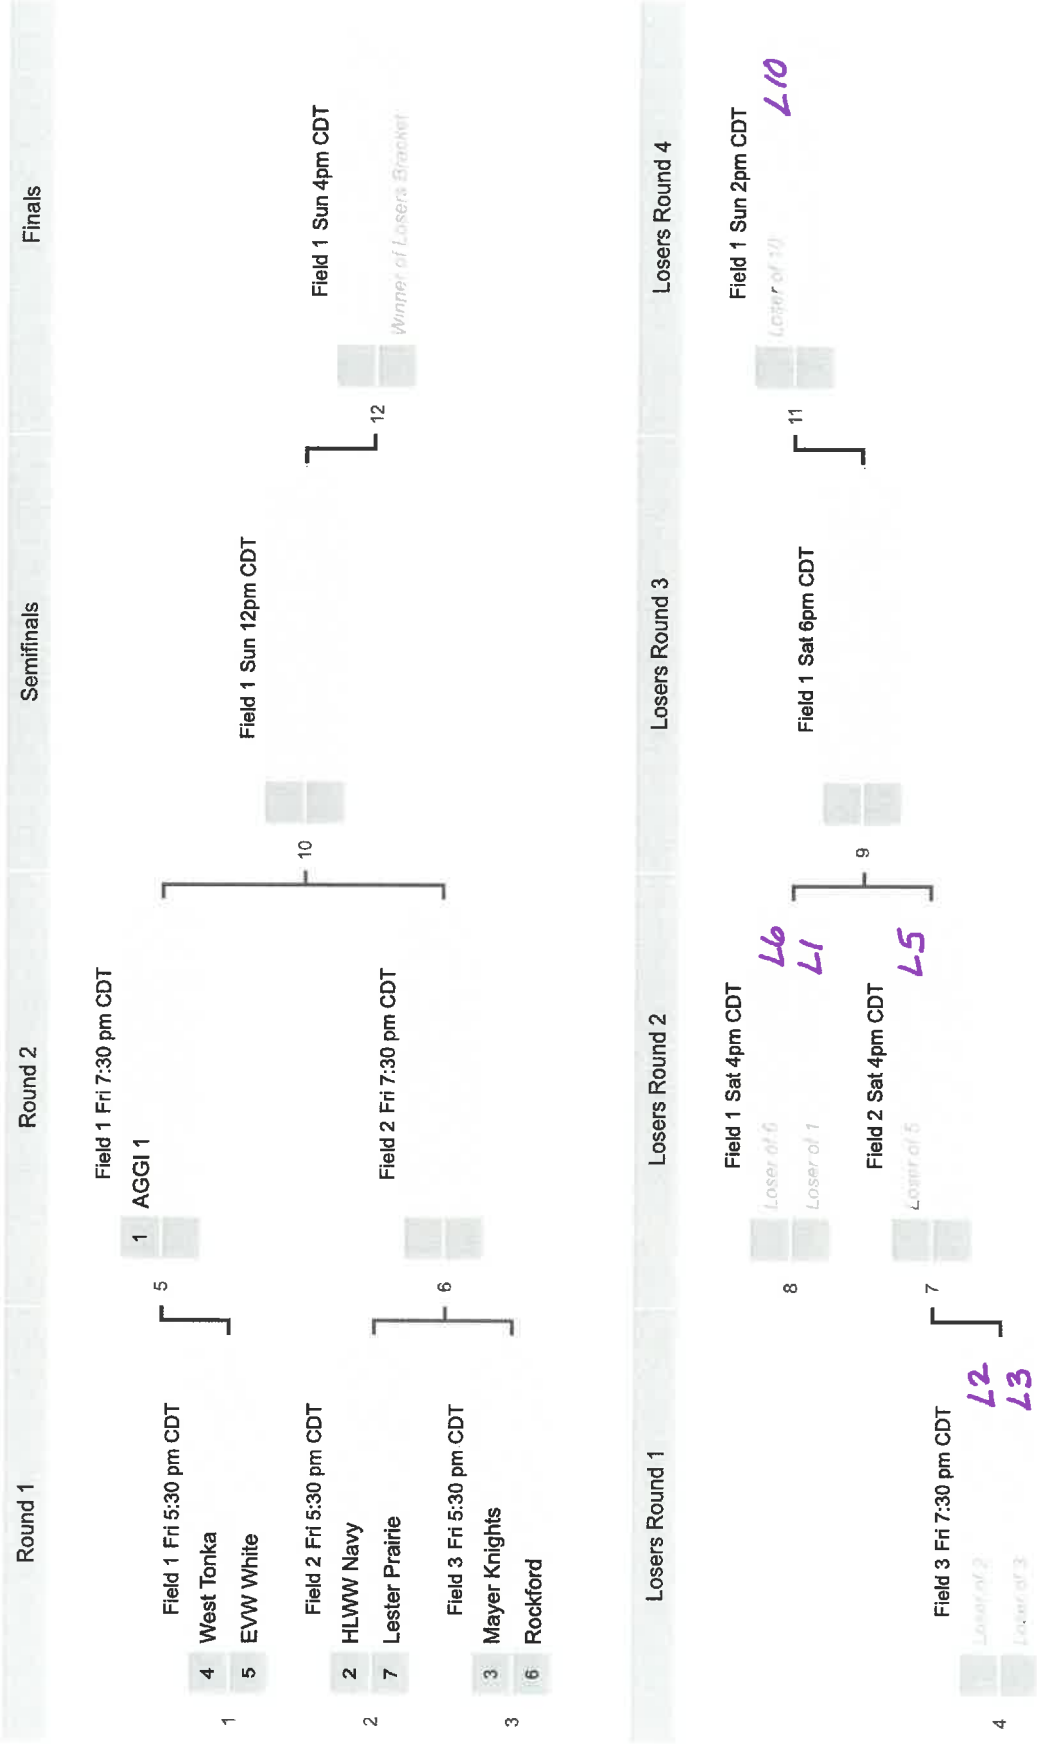 Round 1
Round 2
Semifinals
Finals
Field 1 Fri 5:30 pm CDT
4 West Tonka
5 EVW White
1
Field 2 Fri 5:30 pm CDT
2 HLWW Navy
7 Lester Prairie
2
Field 3 Fri 5:30 pm CDT
3 Mayer Knights
6 Rockford
3
Field 1 Fri 7:30 pm CDT
1 AGGI 1
5
Field 2 Fri 7:30 pm CDT
6
Field 1 Sun 12pm CDT
10
Field 1 Sun 4pm CDT
Winner of Losers Bracket
12
Losers Round 1
Losers Round 2
Losers Round 3
Losers Round 4
Field 3 Fri 7:30 pm CDT
Loser of 2 L2
Loser of 3 L3
4
Field 1 Sat 4pm CDT
Loser of 6 L6
Loser of 1 L1
8
Field 2 Sat 4pm CDT
Loser of 5 L5
7
Field 1 Sat 6pm CDT
9
Field 1 Sun 2pm CDT
Loser of 10 L10
11